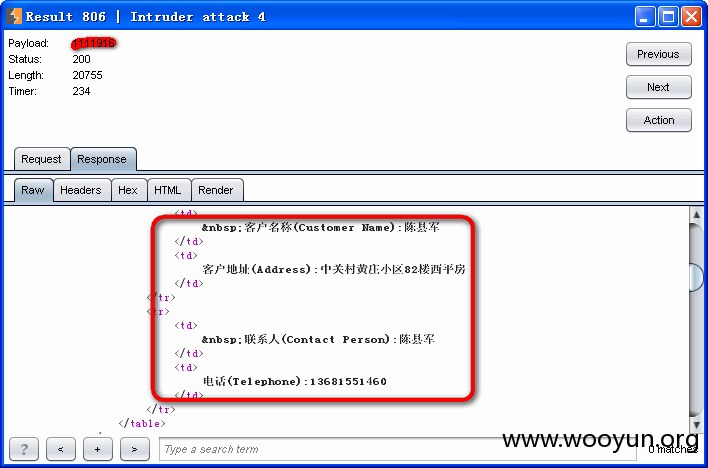 Result 806 | Intruder attack 4
Payload:
Status: 200
Length: 20755
Timer: 234
Previous
Next
Action
Request Response
Raw Headers Hex HTML Render
<td>
&nbsp;客户名称(Customer Name):陈县军
</td>
<td>
客户地址(Address):中关村黄庄小区82楼西平房
</td>
</tr>
<tr>
<td>
&nbsp;联系人(Contact Person):陈县军
</td>
<td>
电话(Telephone):13681551460
</td>
</tr>
</table>
? < + > Type a search term 0 matches
www.wooyun.org